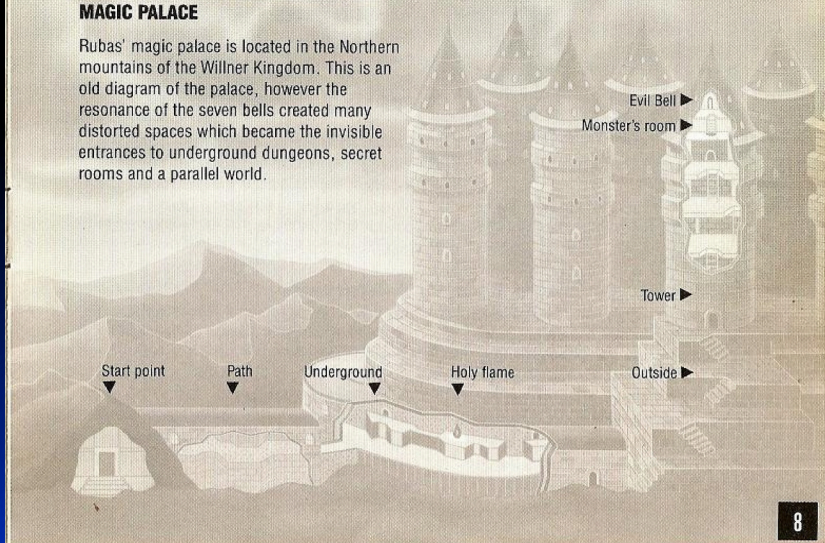 MAGIC PALACE
Rubas' magic palace is located in the Northern
mountains of the Willner Kingdom. This is an
old diagram of the palace, however the
resonance of the seven bells created many
distorted spaces which became the invisible
entrances to underground dungeons, secret
rooms and a parallel world.
Evil Bell
Monster's room
Tower
Start point
Path
Underground
Holy flame
Outside
8